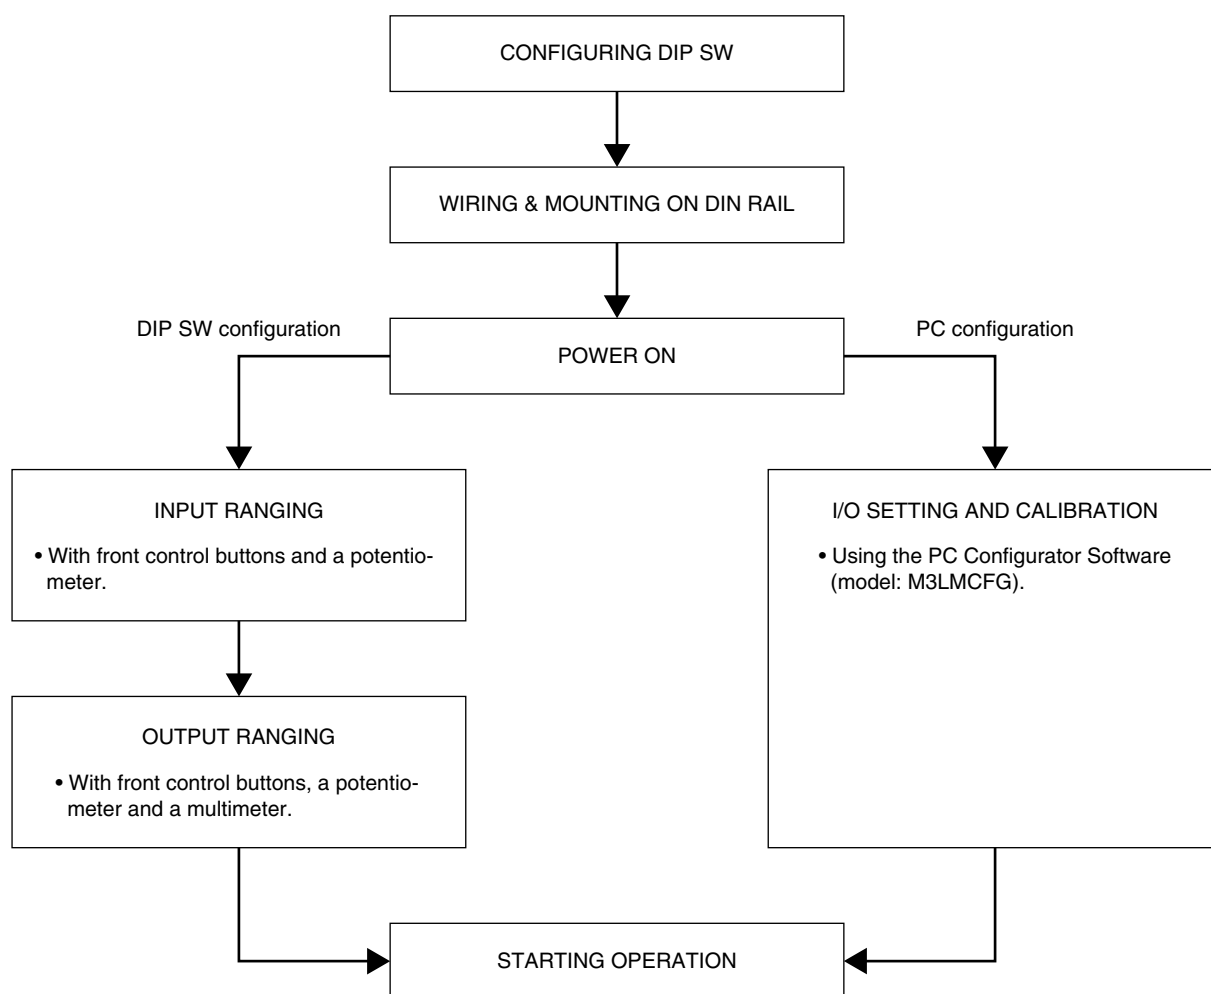 CONFIGURING DIP SW
WIRING & MOUNTING ON DIN RAIL
DIP SW configuration
PC configuration
POWER ON
INPUT RANGING
• With front control buttons and a potentio-
meter.
I/O SETTING AND CALIBRATION
• Using the PC Configurator Software
(model: M3LMCFG).
OUTPUT RANGING
• With front control buttons, a potentio-
meter and a multimeter.
STARTING OPERATION